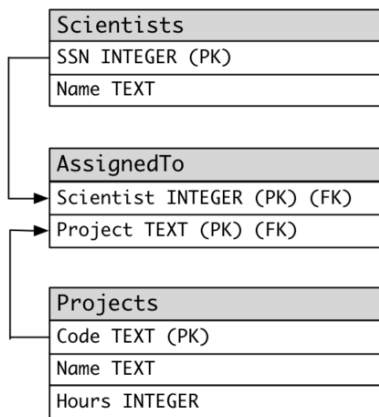 Scientists
SSN INTEGER (PK)
Name TEXT
AssignedTo
Scientist INTEGER (PK) (FK)
Project TEXT (PK) (FK)
Projects
Code TEXT (PK)
Name TEXT
Hours INTEGER